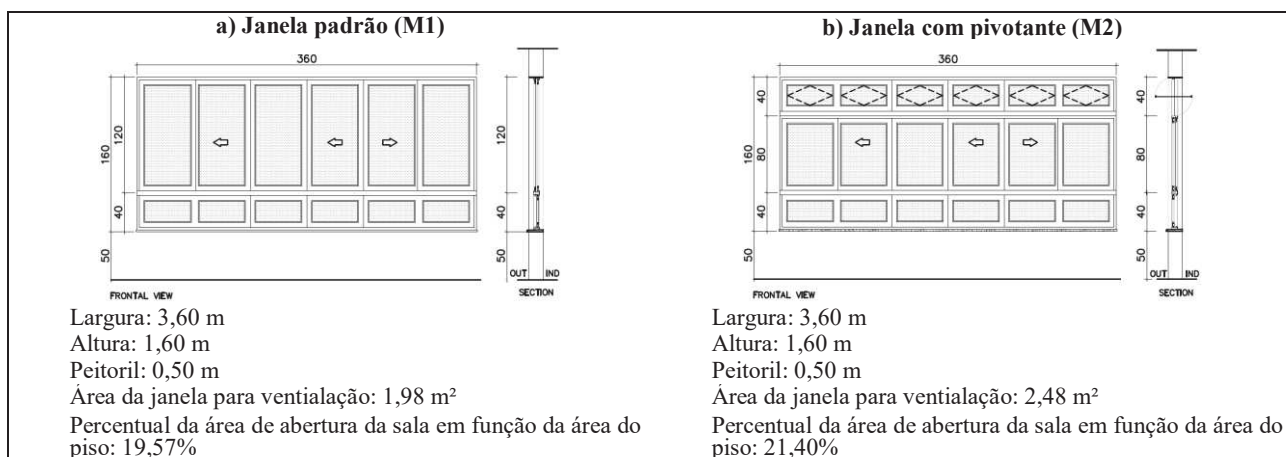 a) Janela padrão (M1)
360
160
120
40
50
120
40
50
OUT IND
FRONTAL VIEW
SECTION
Largura: 3,60 m
Altura: 1,60 m
Peitoril: 0,50 m
Área da janela para ventialação: 1,98 m²
Percentual da área de abertura da sala em função da área do
piso: 19,57%
b) Janela com pivotante (M2)
360
40
160
80
40
50
40
80
40
50
OUT IND
FRONTAL VIEW
SECTION
Largura: 3,60 m
Altura: 1,60 m
Peitoril: 0,50 m
Área da janela para ventialação: 2,48 m²
Percentual da área de abertura da sala em função da área do
piso: 21,40%